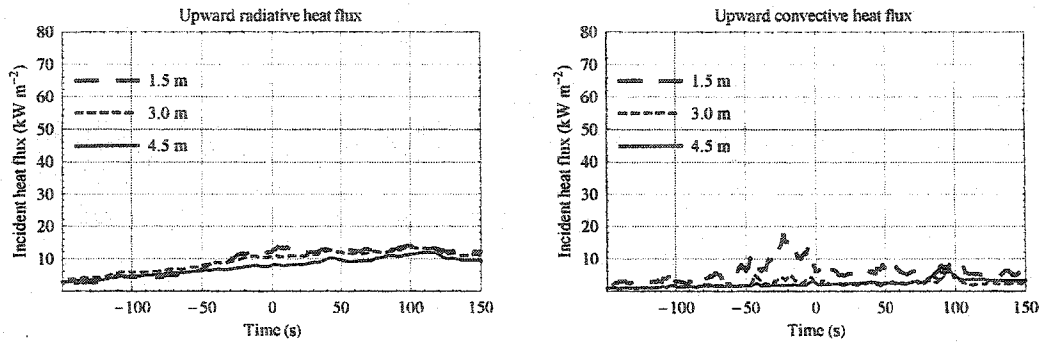 Upward radiative heat flux
Incident heat flux (kW m⁻²)
80
70
60
50
40
30
20
10
1.5 m
3.0 m
4.5 m
−100
−50
0
50
100
150
Time (s)
Upward convective heat flux
Incident heat flux (kW m⁻²)
80
70
60
50
40
30
20
10
1.5 m
3.0 m
4.5 m
−100
−50
0
50
100
150
Time (s)